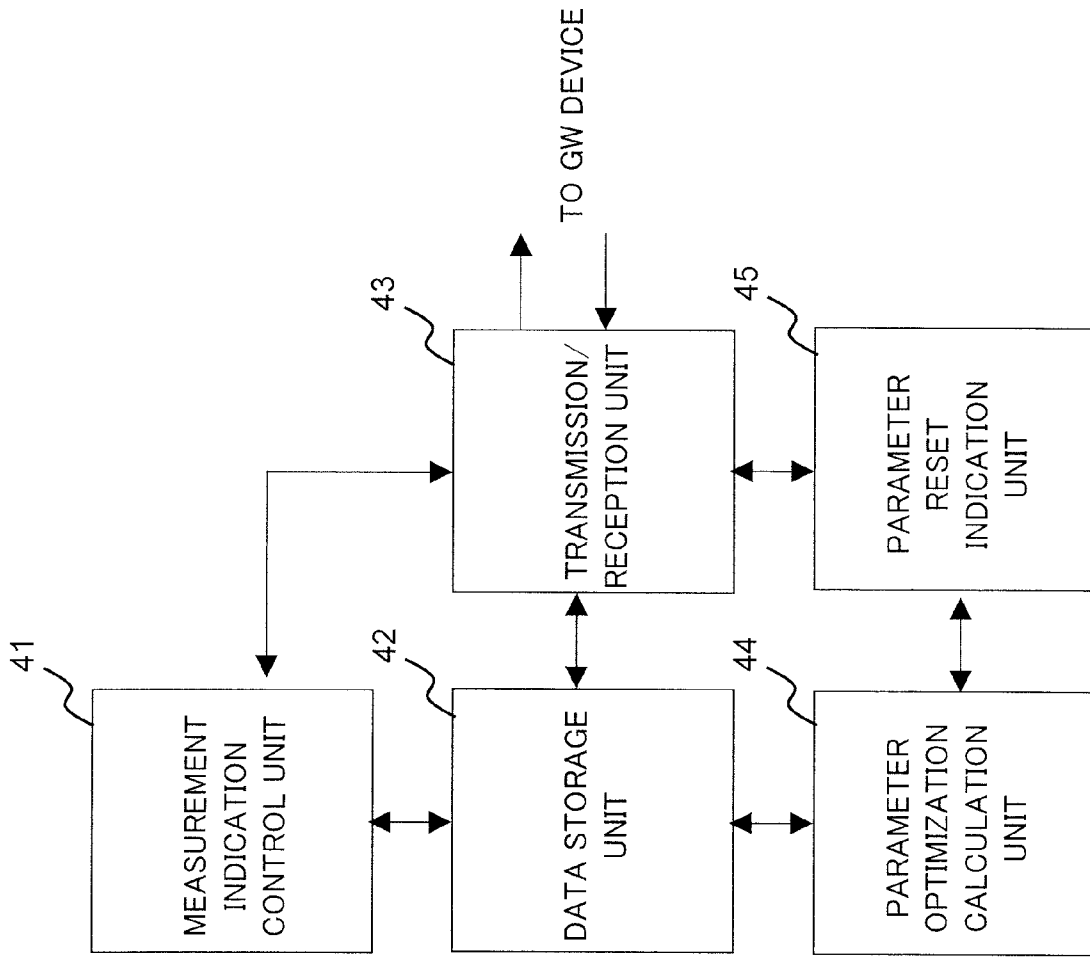 41
MEASUREMENT
INDICATION
CONTROL UNIT
42
DATA STORAGE
UNIT
43
TRANSMISSION/
RECEPTION UNIT
TO GW DEVICE
44
PARAMETER
OPTIMIZATION
CALCULATION
UNIT
45
PARAMETER
RESET
INDICATION
UNIT